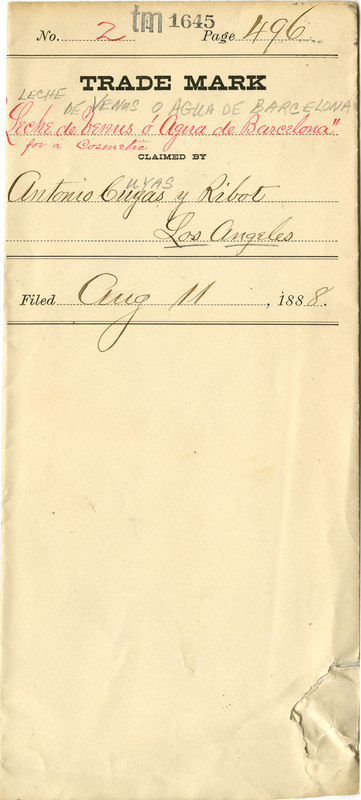 tm 1645
No. 2 Page 496
TRADE MARK
LECHE DE VENUS O AGUA DE BARCELONA
"Leche de Venus ó Agua de Barcelona"
for a Cosmetic
CLAIMED BY
UYAS
Antonio Cuyás y Ribot
Los Angeles
Filed Aug 11, 1888.